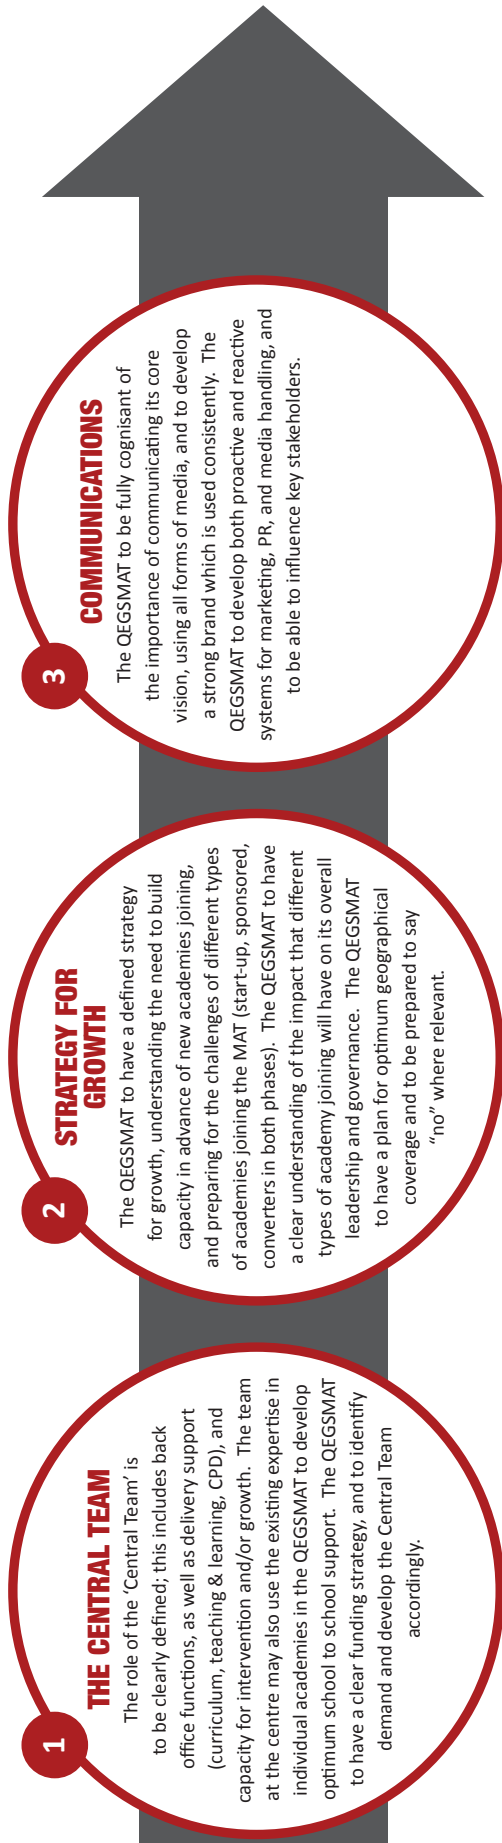 1
THE CENTRAL TEAM
The role of the ‘Central Team’ is
to be clearly defined; this includes back
office functions, as well as delivery support
(curriculum, teaching & learning, CPD), and
capacity for intervention and/or growth.  The team
at the centre may also use the existing expertise in
individual academies in the QEGSMAT to develop
optimum school to school support.  The QEGSMAT
to have a clear funding strategy, and to identify
demand and develop the Central Team
accordingly.
2
STRATEGY FOR
GROWTH
The QEGSMAT to have a defined strategy
for growth, understanding the need to build
capacity in advance of new academies joining,
and preparing for the challenges of different types
of academies joining the MAT (start-up, sponsored,
converters in both phases).  The QEGSMAT to have
a clear understanding of the impact that different
types of academy joining will have on its overall
leadership and governance.  The QEGSMAT
to have a plan for optimum geographical
coverage and to be prepared to say
“no” where relevant.
3
COMMUNICATIONS
The QEGSMAT to be fully cognisant of
the importance of communicating its core
vision, using all forms of media, and to develop
a strong brand which is used consistently.  The
QEGSMAT to develop both proactive and reactive
systems for marketing, PR, and media handling, and
to be able to influence key stakeholders.